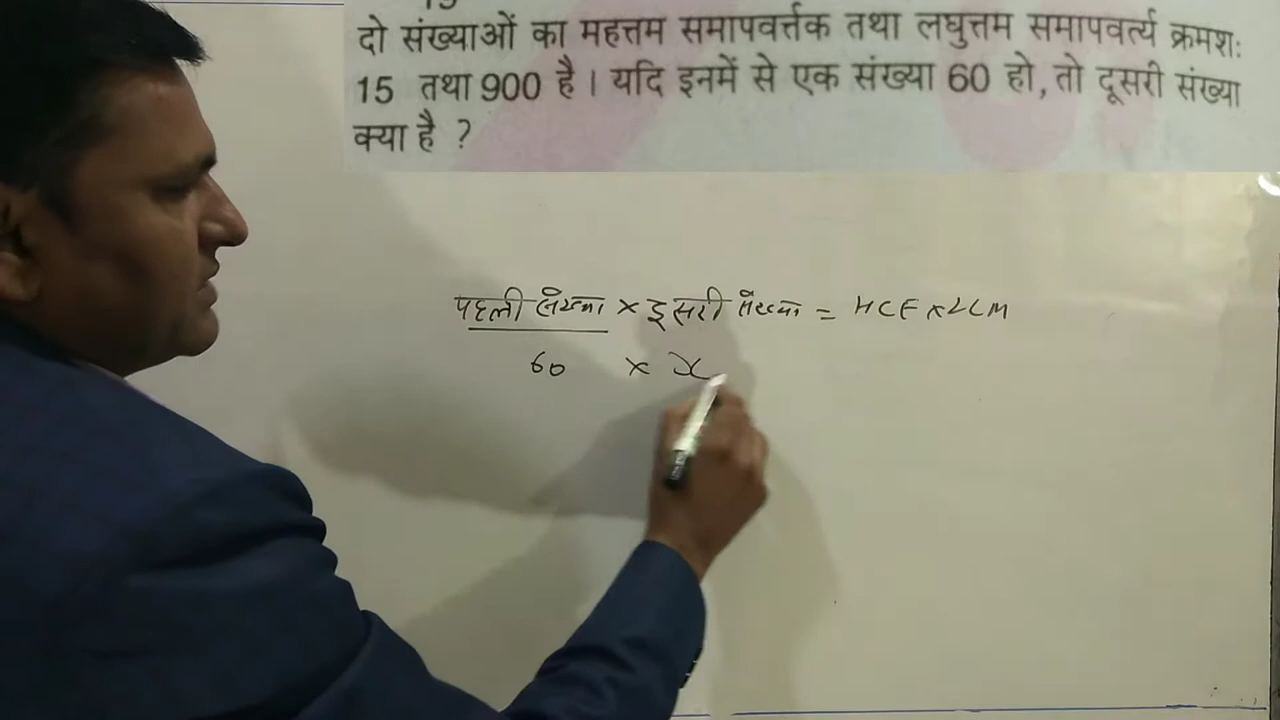 दो संख्याओं का महत्तम समापवर्त्तक तथा लघुत्तम समापवर्त्य क्रमशः
15 तथा 900 है । यदि इनमें से एक संख्या 60 हो, तो दूसरी संख्या
क्या है ?
पहली संख्या × दूसरी संख्या = HCF × LCM
60 × x